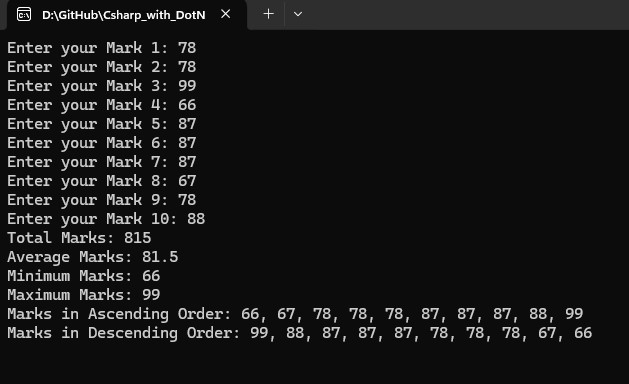 D:\GitHub\Csharp_with_DotN
Enter your Mark 1: 78
Enter your Mark 2: 78
Enter your Mark 3: 99
Enter your Mark 4: 66
Enter your Mark 5: 87
Enter your Mark 6: 87
Enter your Mark 7: 87
Enter your Mark 8: 67
Enter your Mark 9: 78
Enter your Mark 10: 88
Total Marks: 815
Average Marks: 81.5
Minimum Marks: 66
Maximum Marks: 99
Marks in Ascending Order: 66, 67, 78, 78, 78, 87, 87, 87, 88, 99
Marks in Descending Order: 99, 88, 87, 87, 87, 78, 78, 78, 67, 66